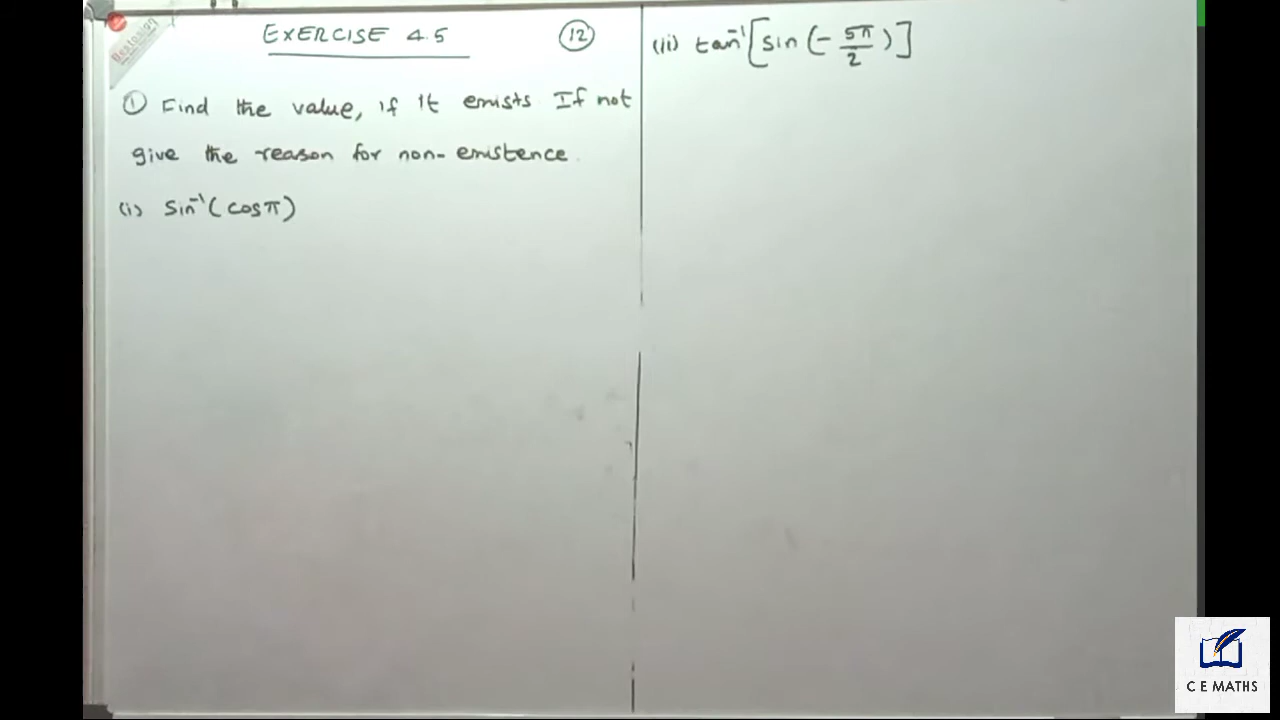 EXERCISE 4.5
12
① Find the value, if it exists If not
give the reason for non-existence.
(i) sin⁻¹(cosπ)
(ii) tan⁻¹[sin(-5π/2)]
C E MATHS